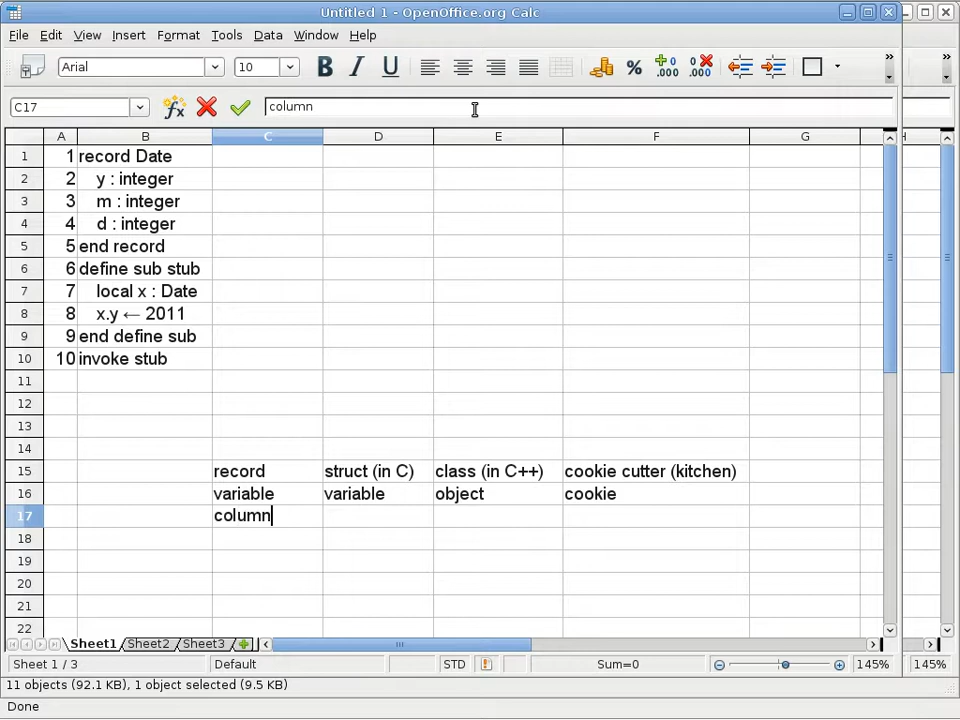 Untitled 1 - OpenOffice.org Calc
File Edit View Insert Format Tools Data Window Help
Arial 10 B I U % .000 .000 » »
C17 fx column
A B C D E F G H
1 1 record Date
2 2 y : integer
3 3 m : integer
4 4 d : integer
5 5 end record
6 6 define sub stub
7 7 local x : Date
8 8 x.y ← 2011
9 9 end define sub
10 10 invoke stub
11
12
13
14
15 record struct (in C) class (in C++) cookie cutter (kitchen)
16 variable variable object cookie
17 column
18
19
20
21
22
Sheet1 Sheet2 Sheet3
Sheet 1 / 3 Default STD Sum=0 145% 145%
11 objects (92.1 KB), 1 object selected (9.5 KB)
Done